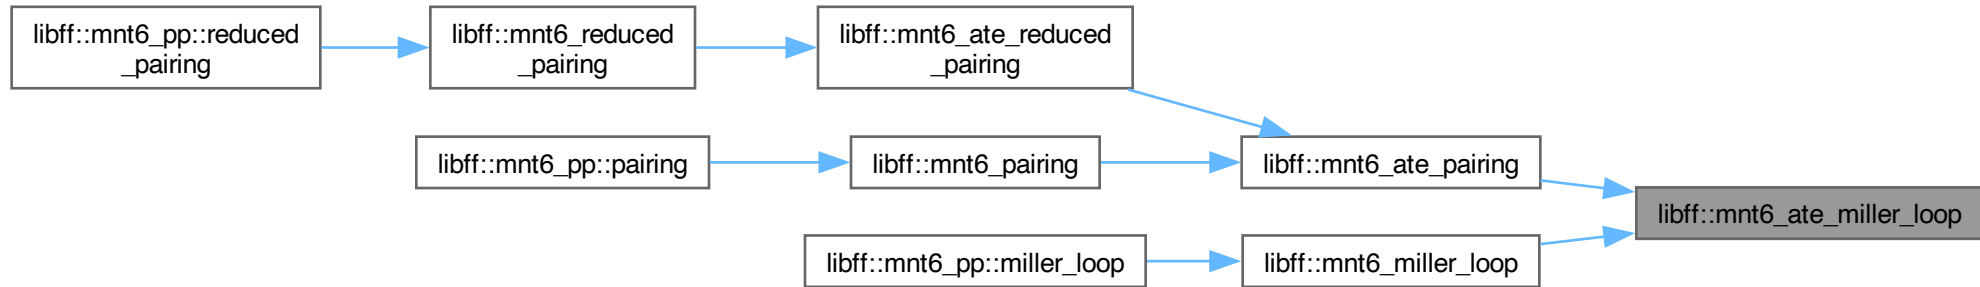 libff::mnt6_pp::reduced
_pairing
libff::mnt6_reduced
_pairing
libff::mnt6_ate_reduced
_pairing
libff::mnt6_pp::pairing
libff::mnt6_pairing
libff::mnt6_ate_pairing
libff::mnt6_ate_miller_loop
libff::mnt6_pp::miller_loop
libff::mnt6_miller_loop